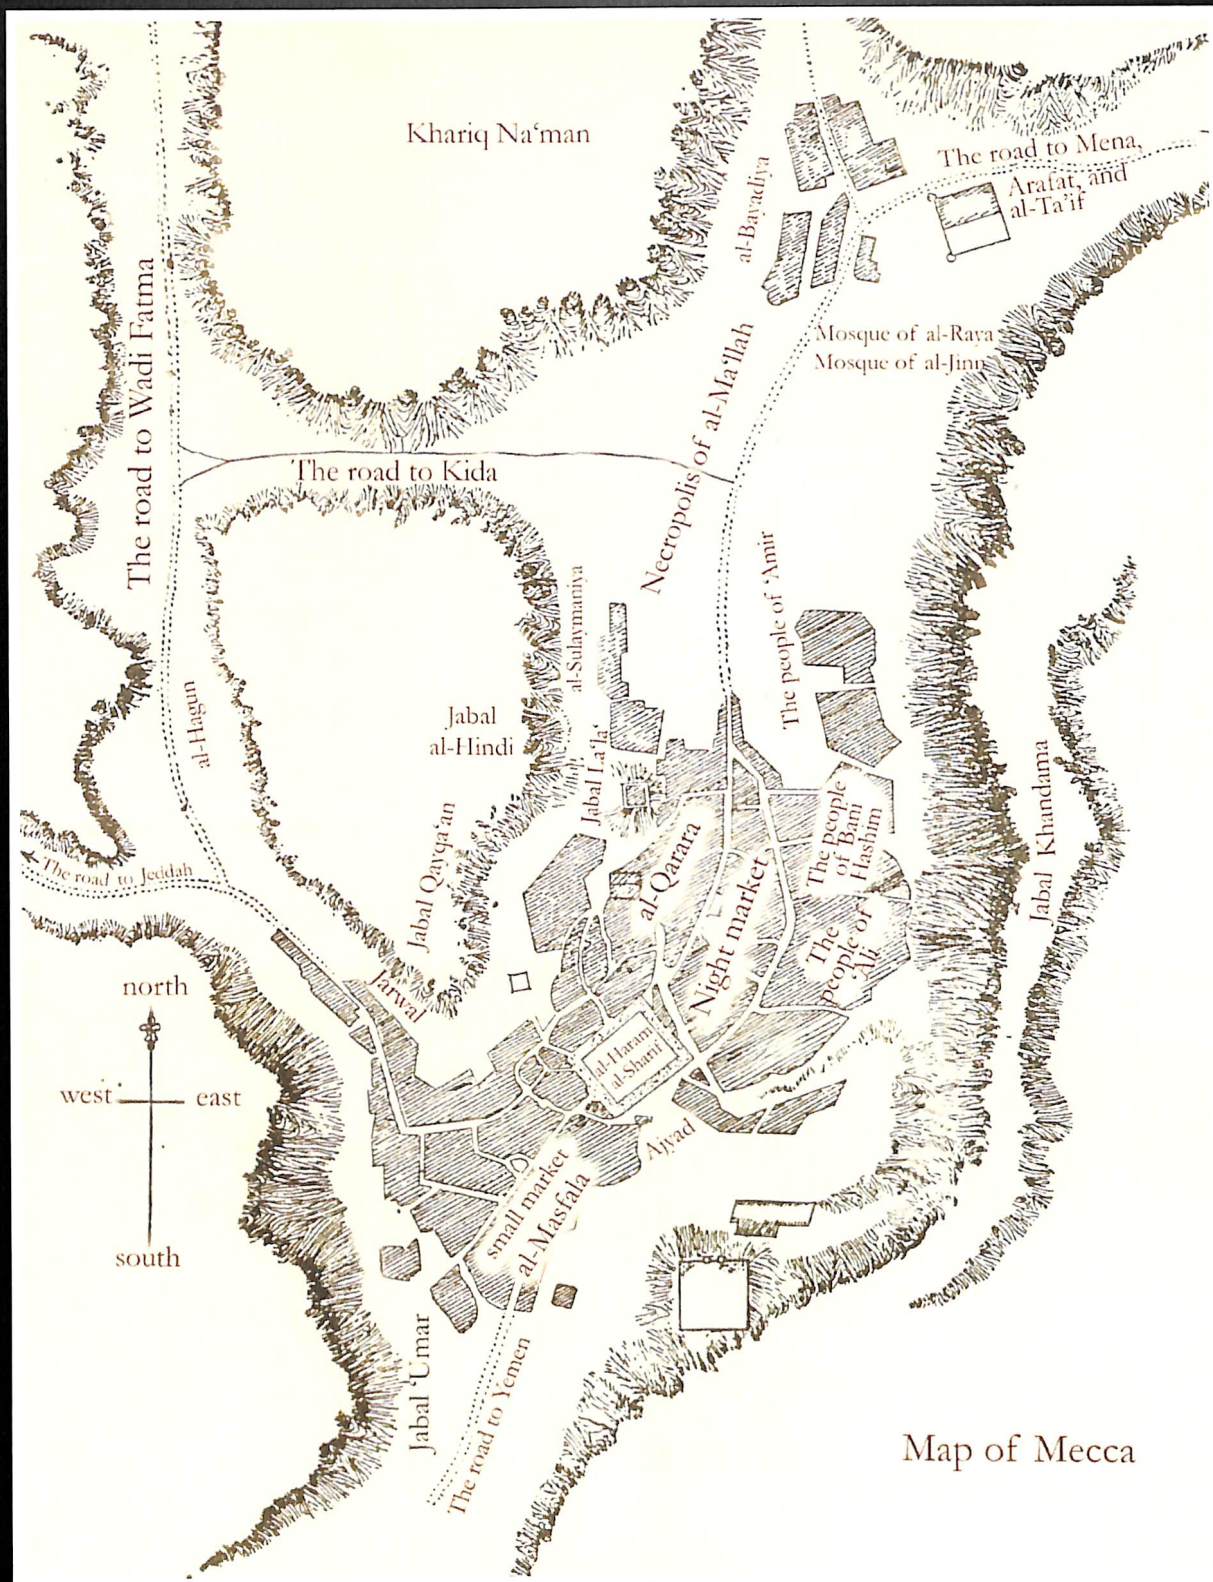 Khariq Na‘man
The road to Mena,
Arafat, and
al-Ta’if
al-Bayadiya
The road to Wadi Fatma
Mosque of al-Raya
Mosque of al-Jinn
Necropolis of al-Ma‘llah
The road to Kida
The people of ‘Amir
al-Sulaymaniya
al-Hagun
Jabal
al-Hindi
Jabal La‘la‘
Jabal Khandama
The people
of Bani
Hashim
Jabal Qayqa‘an
al-Qarara
The road to Jeddah
Night market
The
people of
‘Ali
north
Jarwal
al-Haram
al-Sharif
west
east
Ajyad
small market
al-Masfala
south
Jabal ‘Umar
The road to Yemen
Map of Mecca